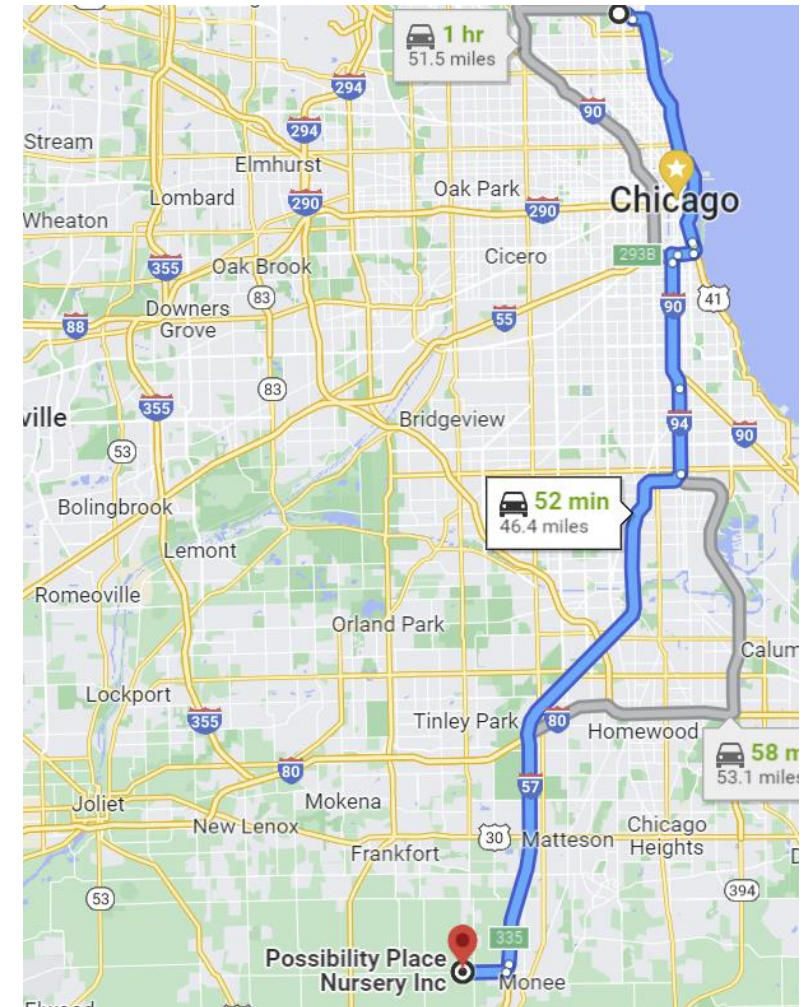 1 hr
51.5 miles
294
90
294
Stream
Elmhurst
Lombard
Oak Park
290
290
Chicago
Wheaton
293B
Cicero
355
Oak Brook
83
90
41
Downers
Grove
88
55
83
355
ville
Bridgeview
94
90
53
52 min
46.4 miles
Bolingbrook
Lemont
Romeoville
Orland Park
Calum
Lockport
355
Tinley Park
80
Homewood
58 m
53.1 miles
80
57
Joliet
Mokena
New Lenox
30
Matteson
Chicago
Heights
Frankfort
53
394
335
Possibility Place
Nursery Inc
Monee